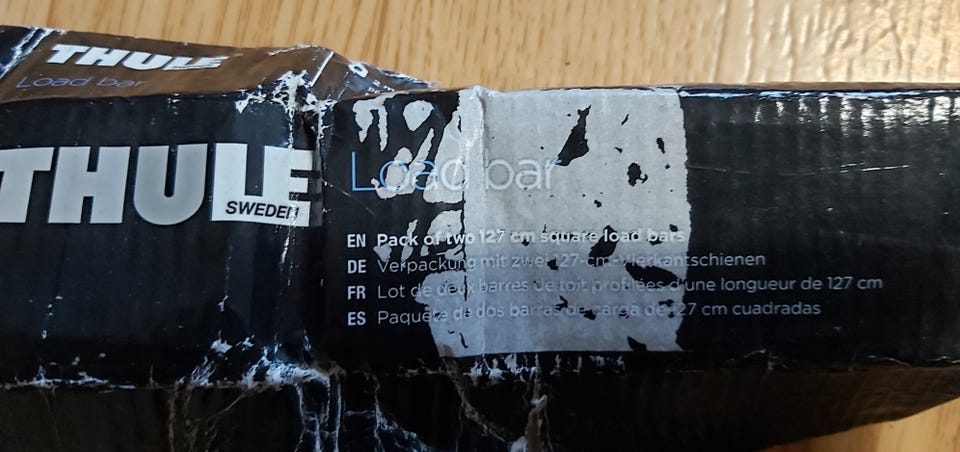 THULE
Load bar
THULE
SWEDEN
Load bar
EN Pack of two 127 cm square load bars
DE Verpackung mit zwei 127-cm-Vierkantschienen
FR Lot de deux barres de toit profilées d'une longueur de 127 cm
ES Paquete de dos barras de carga de 127 cm cuadradas